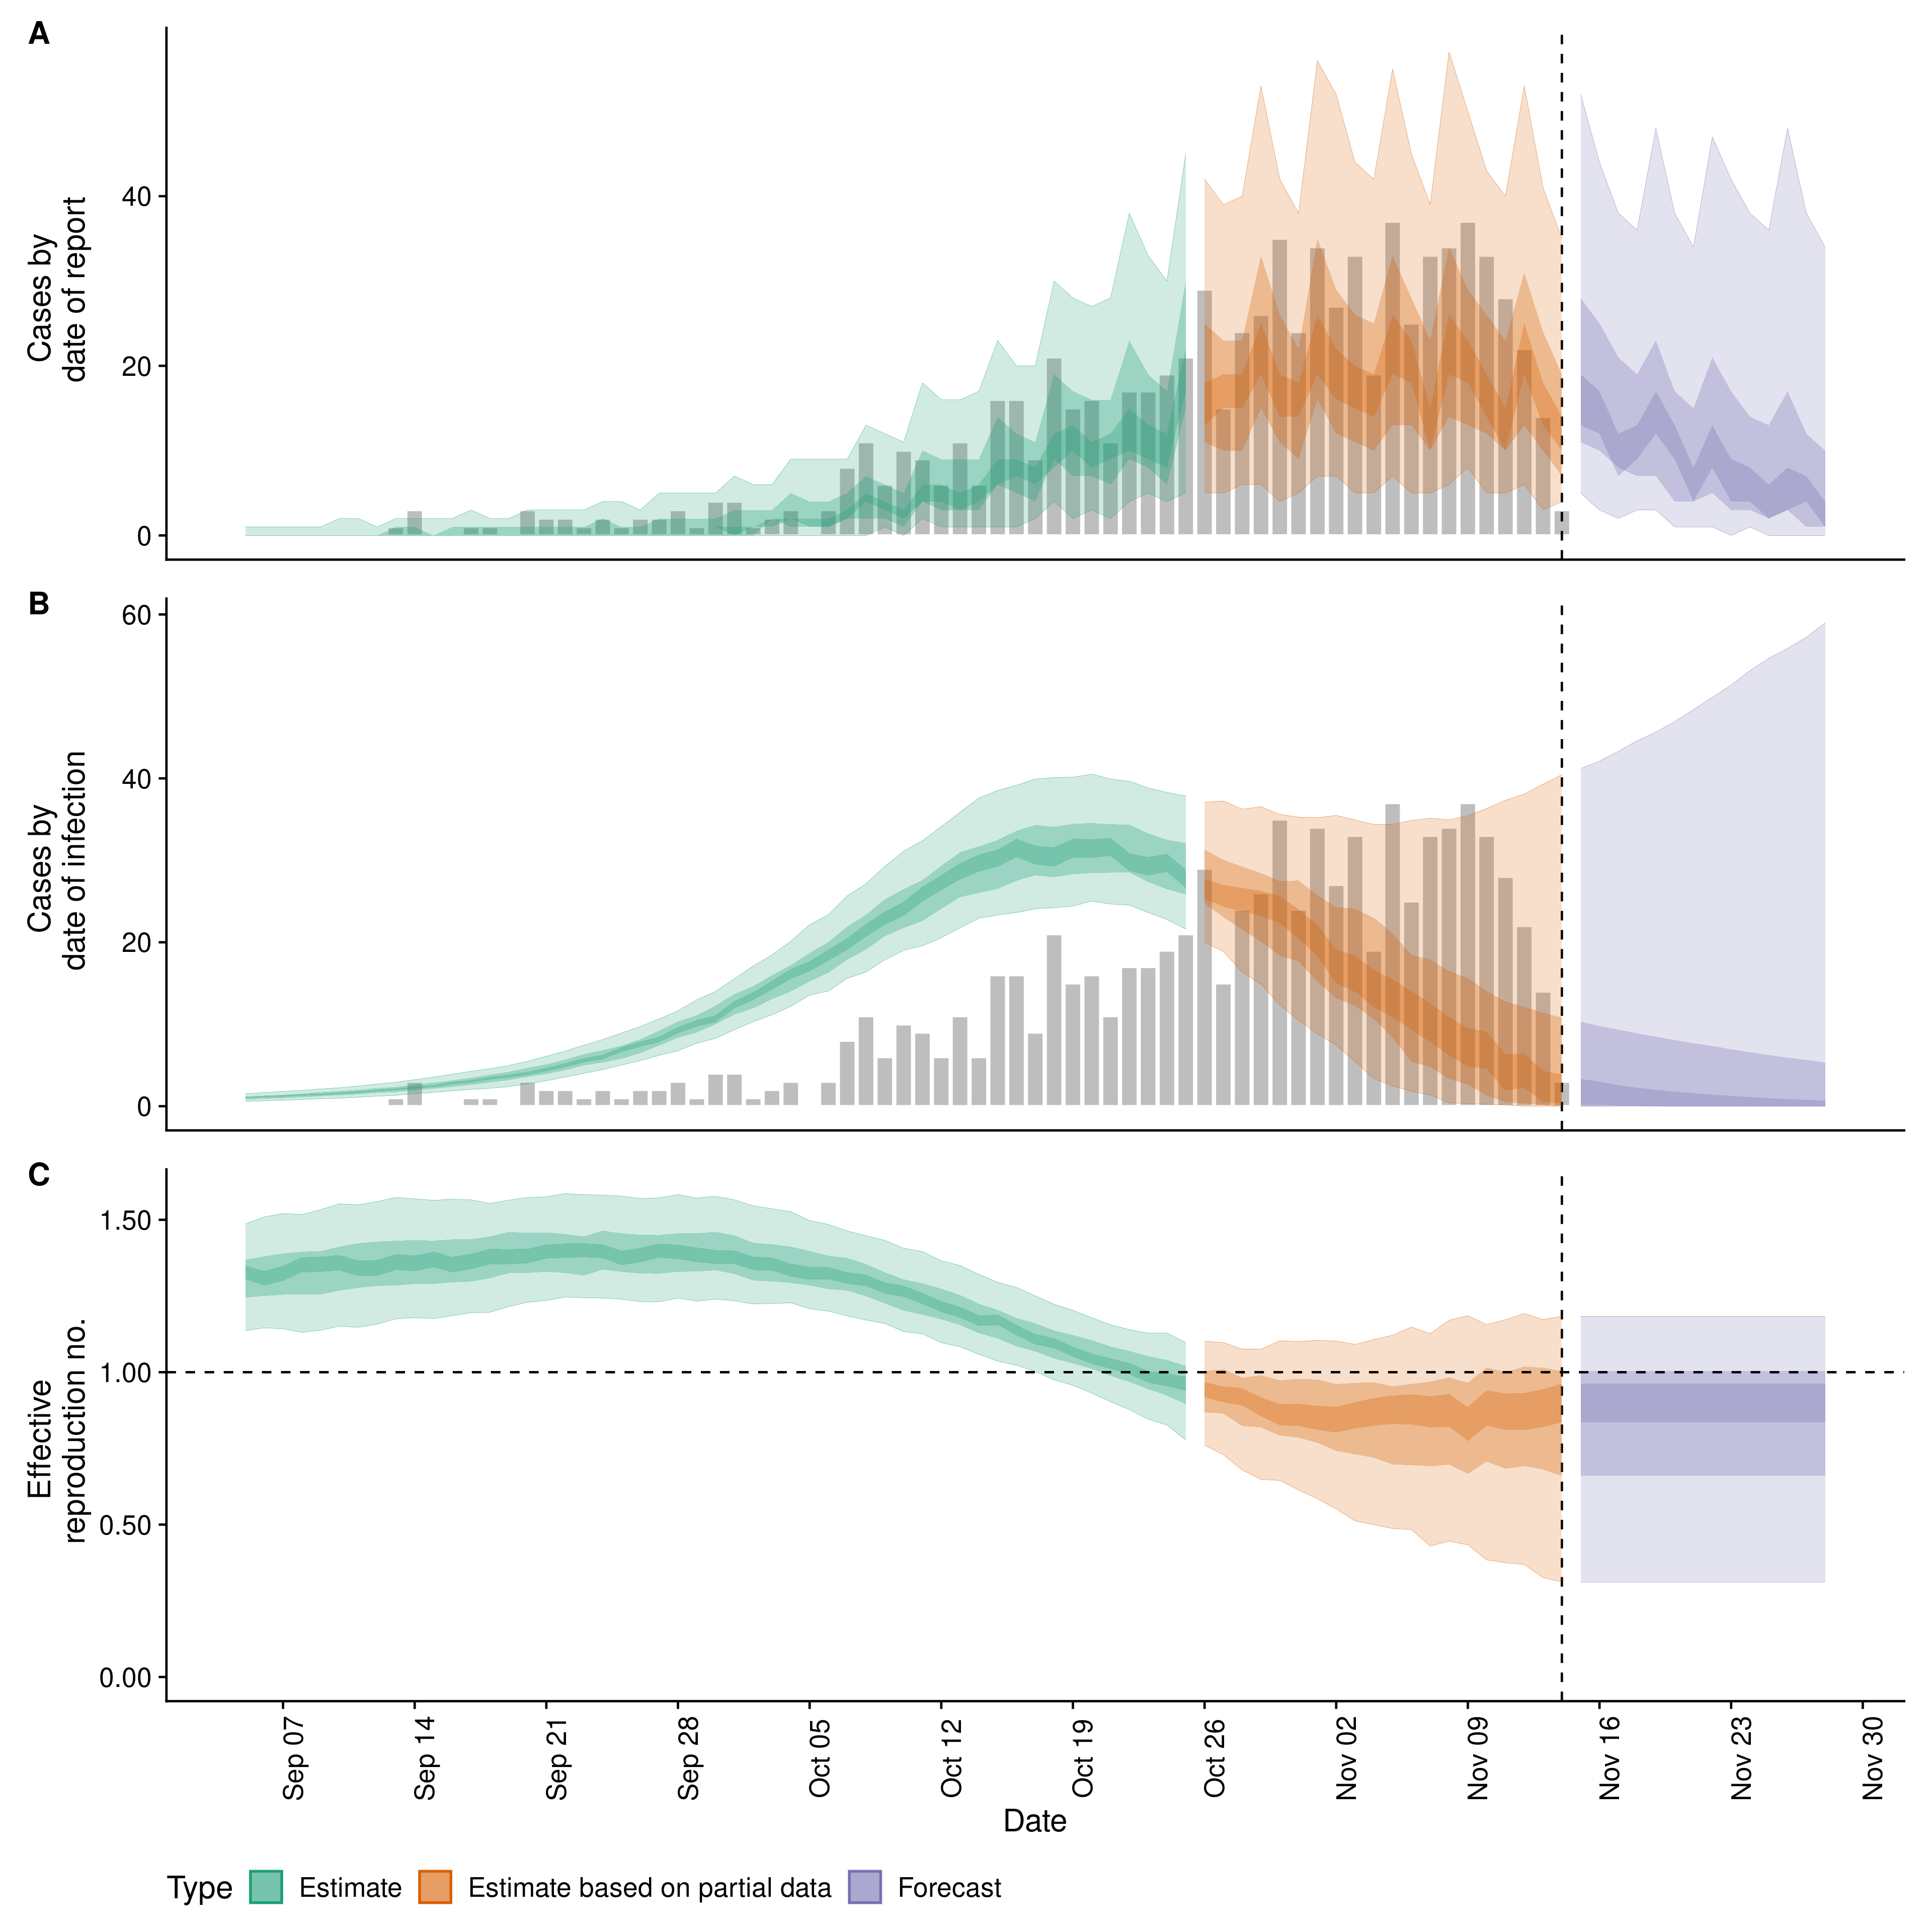 A
Cases by
date of report
40
20
0
B
Cases by
date of infection
60
40
20
0
C
Effective
reproduction no.
1.50
1.00
0.50
0.00
Sep 07
Sep 14
Sep 21
Sep 28
Oct 05
Oct 12
Oct 19
Oct 26
Nov 02
Nov 09
Nov 16
Nov 23
Nov 30
Date
Type Estimate Estimate based on partial data Forecast